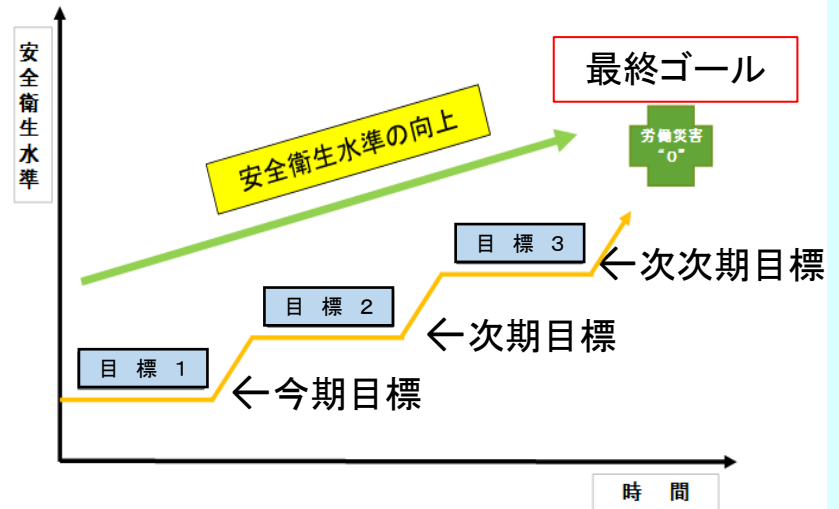 安全衛生水準
最終ゴール
労働災害
“0”
安全衛生水準の向上
目 標 3
←次次期目標
目 標 2
←次期目標
目 標 1
←今期目標
時 間